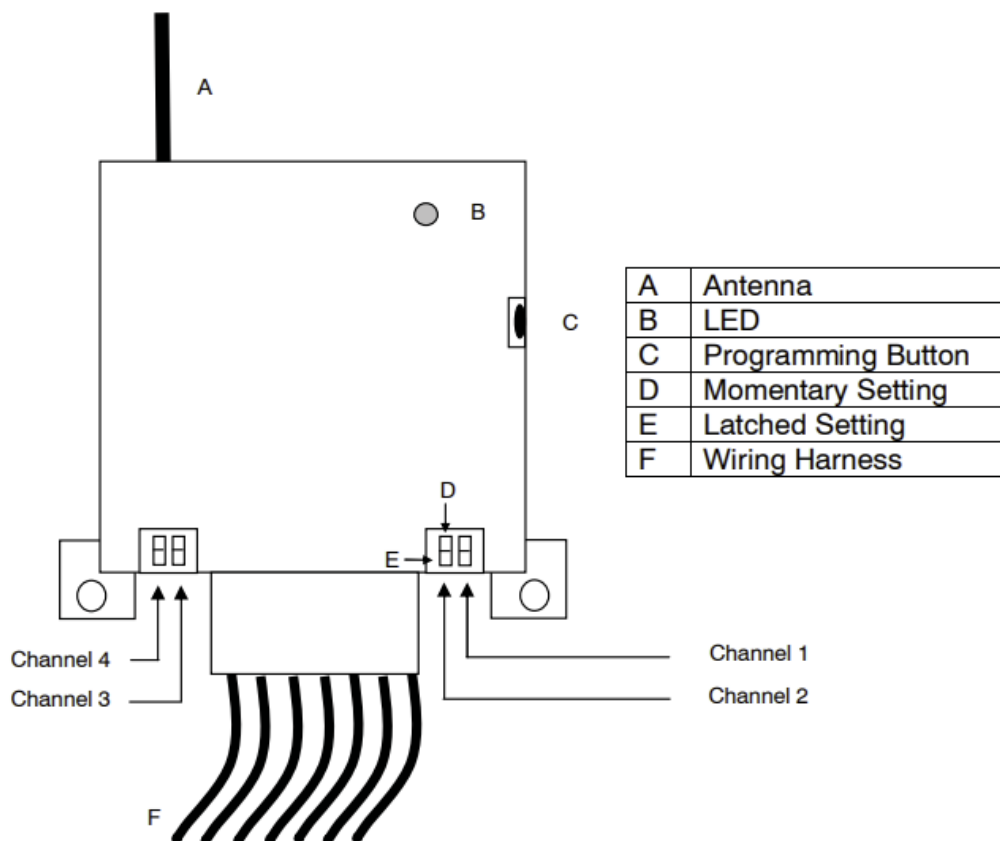 A
B
C
A Antenna
B LED
C Programming Button
D Momentary Setting
E Latched Setting
F Wiring Harness
D
E
Channel 4
Channel 3
Channel 1
Channel 2
F